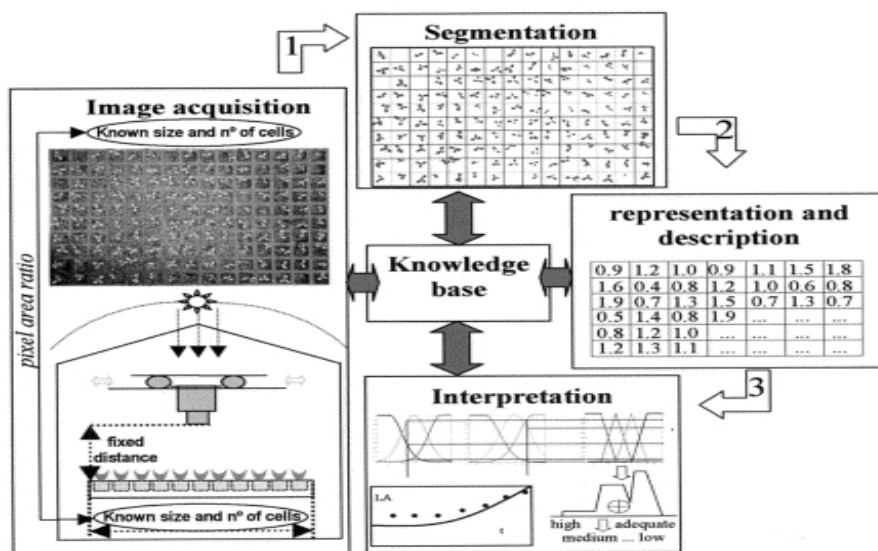 1
Segmentation
Image acquisition
Known size and nº of cells
pixel area ratio
fixed
distance
Known size and nº of cells
2
representation and
description
0.9 1.2 1.0 0.9 1.1 1.5 1.8
1.6 0.4 0.8 1.2 1.0 0.6 0.8
1.9 0.7 1.3 1.5 0.7 1.3 0.7
0.5 1.4 0.8 1.9 ... ... ...
0.8 1.2 1.0 ... ... ... ...
1.2 1.3 1.1 ... ... ... ...
Knowledge
base
3
Interpretation
LA
t
high adequate
medium ... low